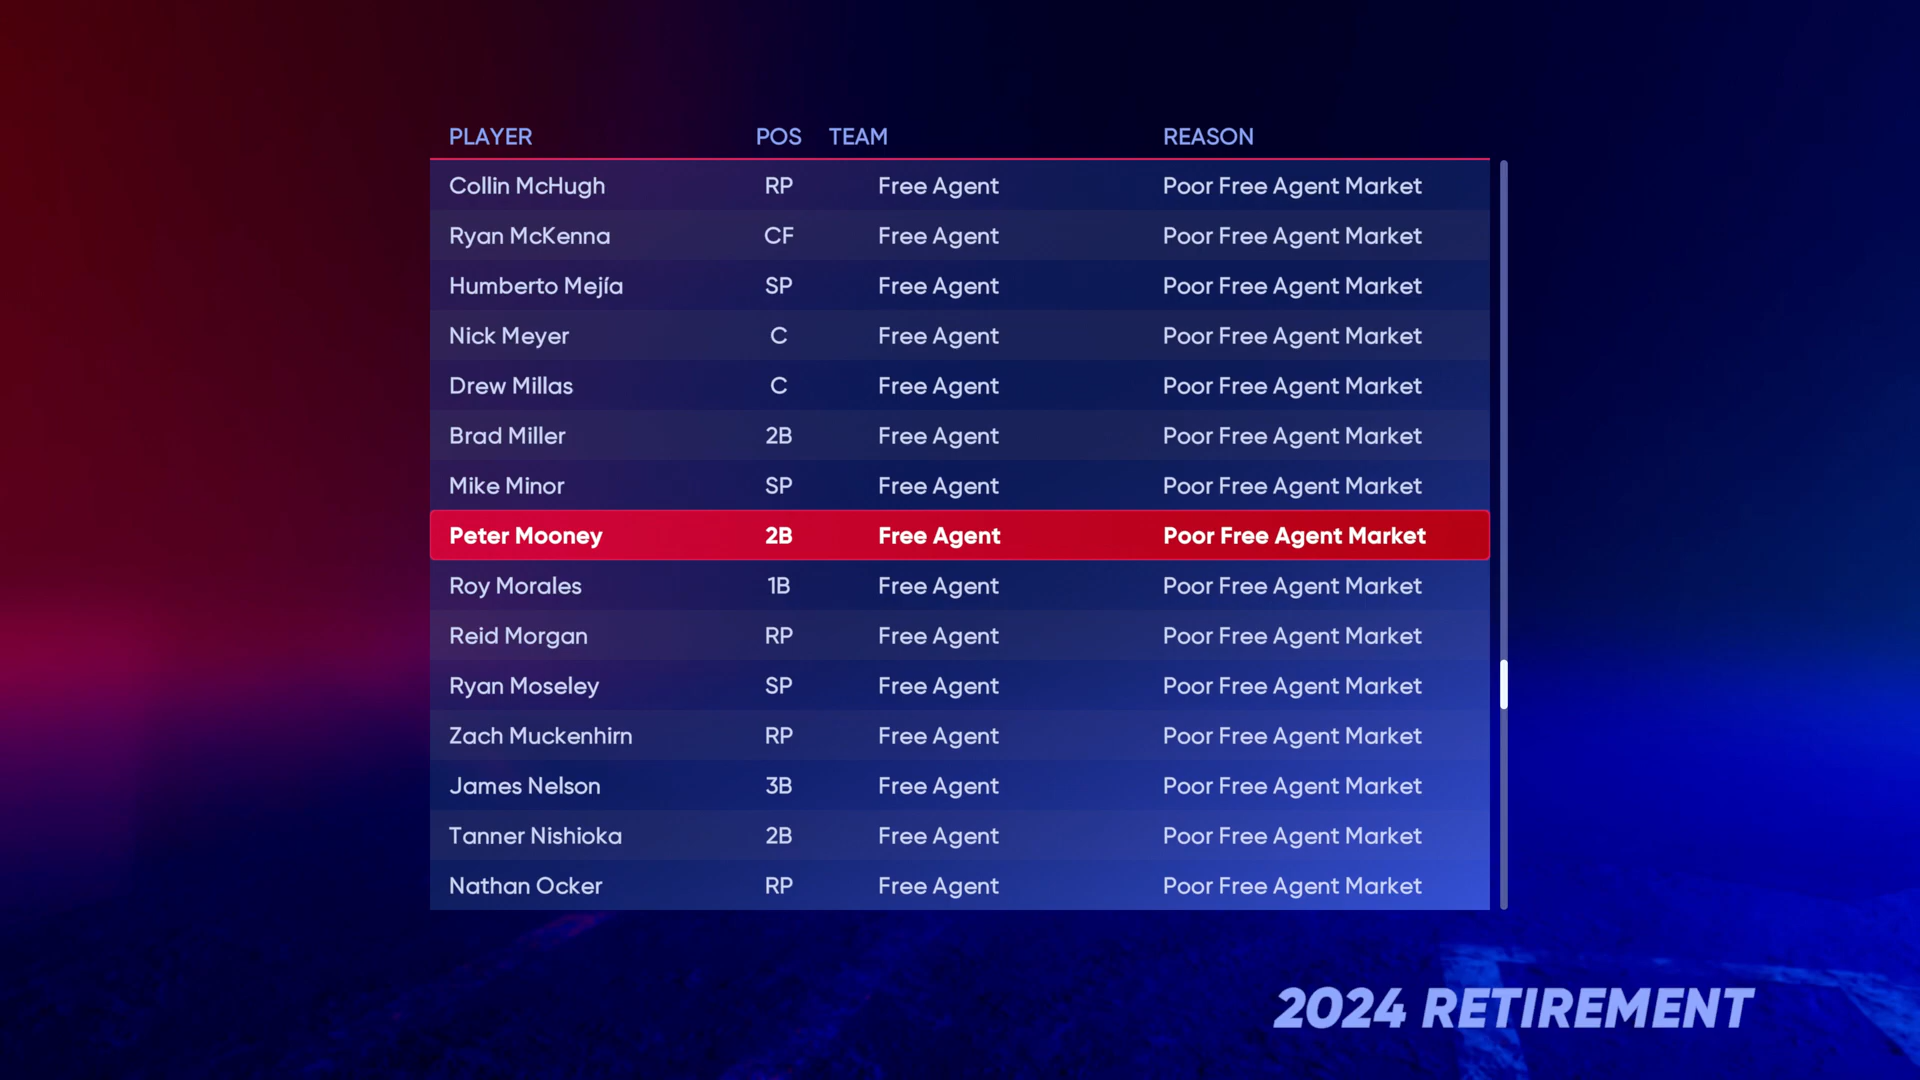 PLAYER POS TEAM REASON
Collin McHugh RP Free Agent Poor Free Agent Market
Ryan McKenna CF Free Agent Poor Free Agent Market
Humberto Mejía SP Free Agent Poor Free Agent Market
Nick Meyer C Free Agent Poor Free Agent Market
Drew Millas C Free Agent Poor Free Agent Market
Brad Miller 2B Free Agent Poor Free Agent Market
Mike Minor SP Free Agent Poor Free Agent Market
Peter Mooney 2B Free Agent Poor Free Agent Market
Roy Morales 1B Free Agent Poor Free Agent Market
Reid Morgan RP Free Agent Poor Free Agent Market
Ryan Moseley SP Free Agent Poor Free Agent Market
Zach Muckenhirn RP Free Agent Poor Free Agent Market
James Nelson 3B Free Agent Poor Free Agent Market
Tanner Nishioka 2B Free Agent Poor Free Agent Market
Nathan Ocker RP Free Agent Poor Free Agent Market
2024 RETIREMENT